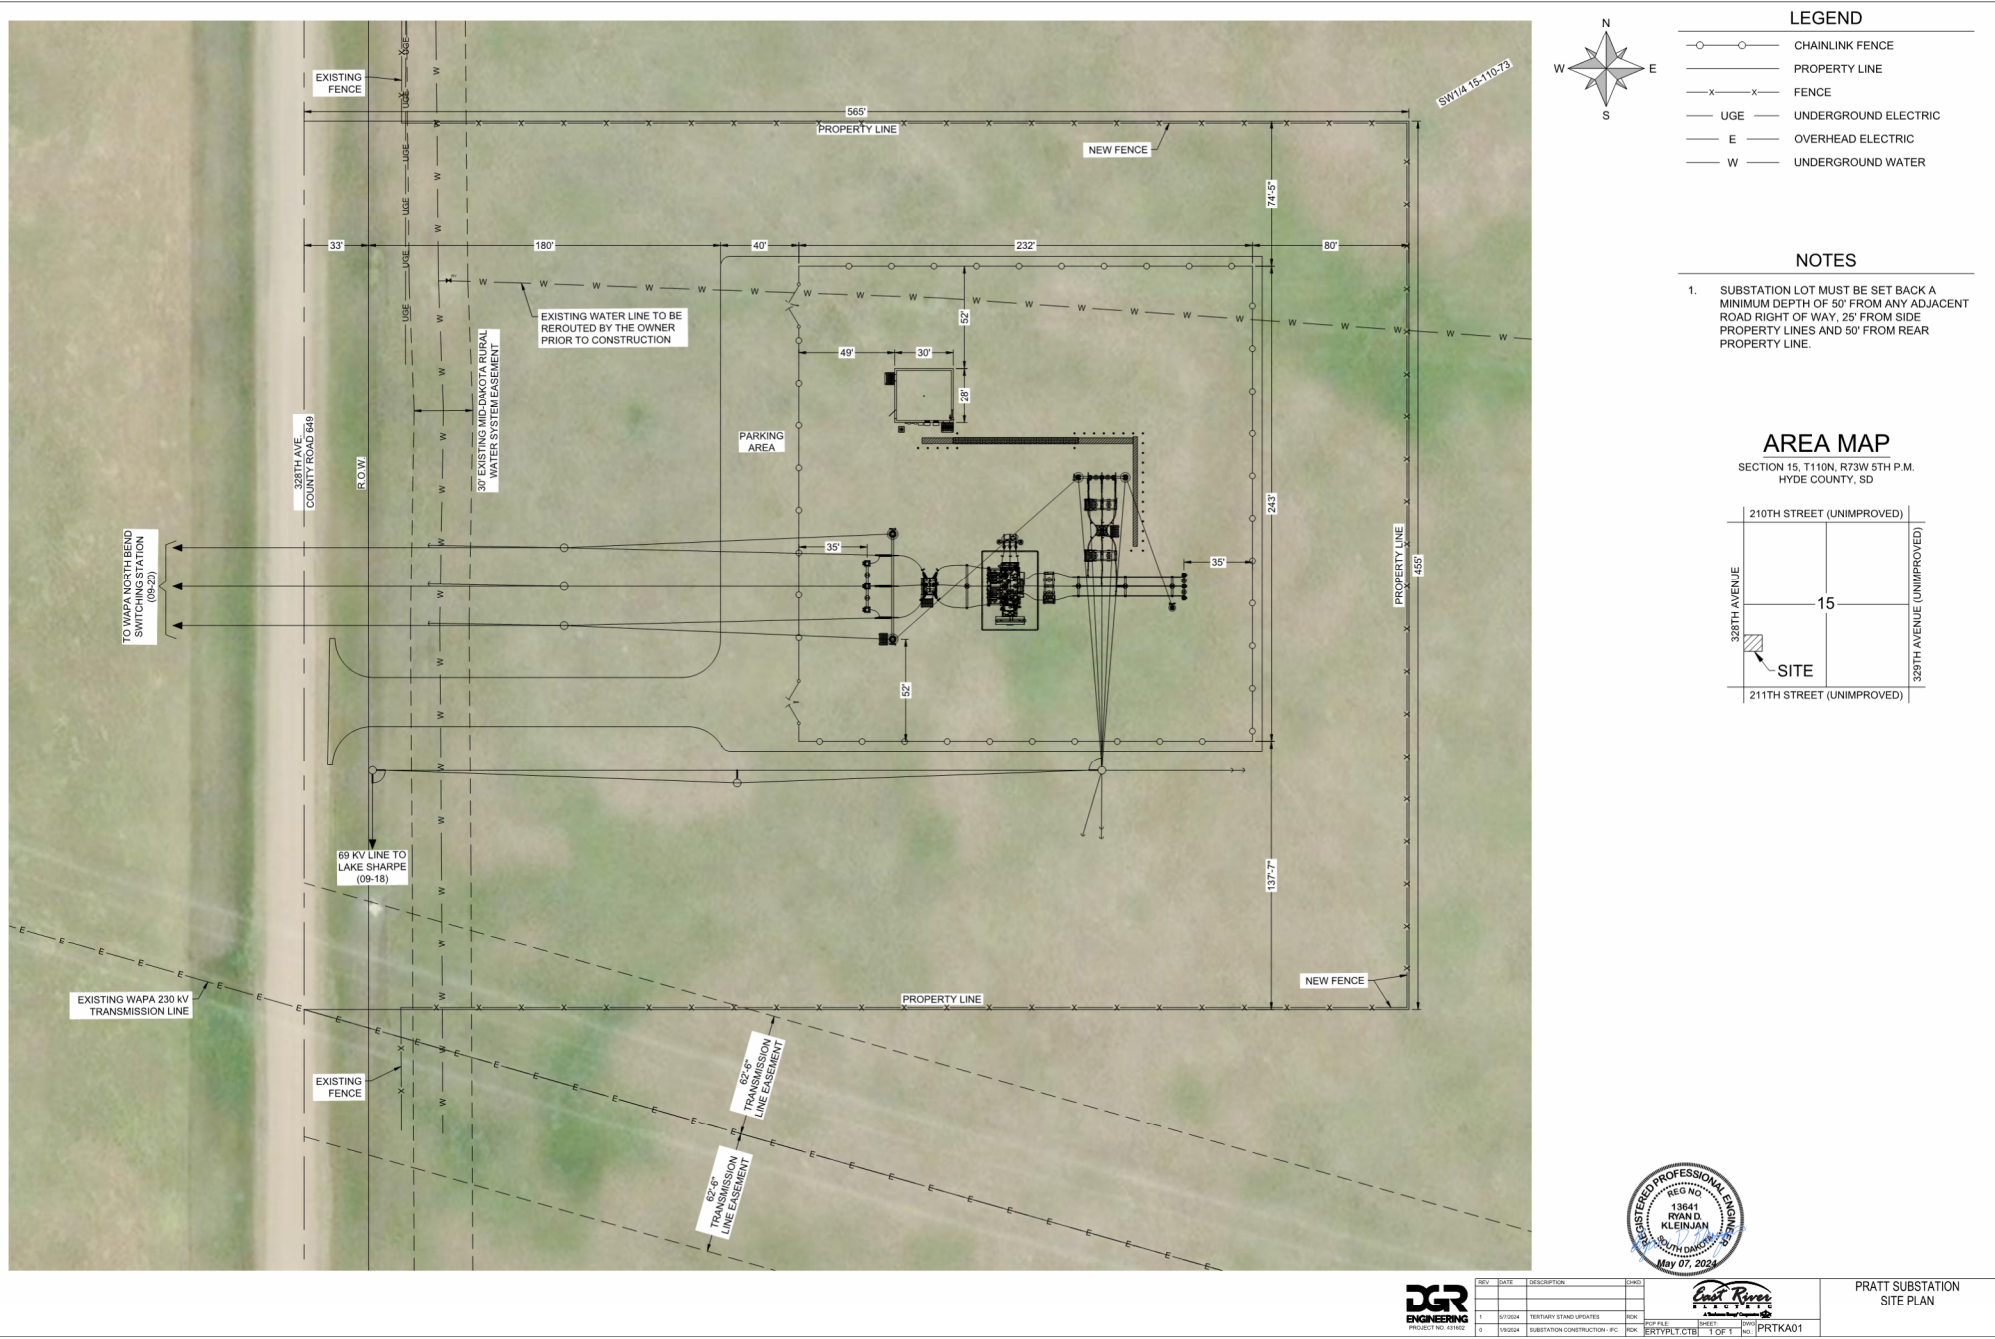 LEGEND
CHAINLINK FENCE
PROPERTY LINE
x x FENCE
UGE UNDERGROUND ELECTRIC
E OVERHEAD ELECTRIC
W UNDERGROUND WATER
N
W E
S
NOTES
1. SUBSTATION LOT MUST BE SET BACK A
MINIMUM DEPTH OF 50' FROM ANY ADJACENT
ROAD RIGHT OF WAY, 25' FROM SIDE
PROPERTY LINES AND 50' FROM REAR
PROPERTY LINE.
AREA MAP
SECTION 15, T110N, R73W 5TH P.M.
HYDE COUNTY, SD
210TH STREET (UNIMPROVED)
328TH AVENUE
15
329TH AVENUE (UNIMPROVED)
SITE
211TH STREET (UNIMPROVED)
SW1/4 15-110-73
EXISTING
FENCE
565'
PROPERTY LINE
NEW FENCE
74'-5"
33'
180'
40'
232'
80'
EXISTING WATER LINE TO BE
REROUTED BY THE OWNER
PRIOR TO CONSTRUCTION
52'
49'
30'
28'
30' EXISTING MID-DAKOTA RURAL
WATER SYSTEM EASEMENT
328TH AVE.
COUNTY ROAD 649
R.O.W.
PARKING
AREA
243'
PROPERTY LINE
455'
TO WAPA NORTH BEND
SWITCHING STATION
(09-20)
35'
35'
52'
69 KV LINE TO
LAKE SHARPE
(09-18)
137'-7"
EXISTING WAPA 230 kV
TRANSMISSION LINE
PROPERTY LINE
NEW FENCE
EXISTING
FENCE
62'-6"
TRANSMISSION
LINE EASEMENT
62'-6"
TRANSMISSION
LINE EASEMENT
REGISTERED PROFESSIONAL ENGINEER
REG NO.
13641
RYAN D.
KLEINJAN
SOUTH DAKOTA
May 07, 2024
DGR
ENGINEERING
PROJECT NO. 431602
REV DATE DESCRIPTION CHKD
1 5/7/2024 TERTIARY STAND UPDATES RDK
0 1/9/2024 SUBSTATION CONSTRUCTION - IFC RDK
East River
ELECTRIC
PCP FILE: ERTYPLT.CTB
SHEET: 1 OF 1
DWG NO.: PRTKA01
PRATT SUBSTATION
SITE PLAN